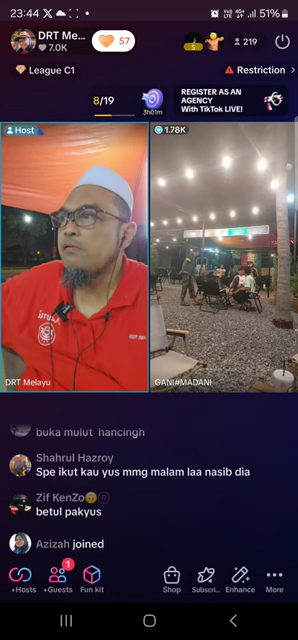 23:44
51%
DRT Me...
7.0K
57
219
League C1
Restriction
8/19
3h01m
REGISTER AS AN
AGENCY
With TikTok LIVE!
Host
1.78K
DRT Melayu
GANI#MADANI
buka mulut hancingh
Shahrul Hazroy
Spe ikut kau yus mmg malam laa nasib dia
Zif KenZo
betul pakyus
Azizah joined
1
+Hosts
+Guests
Fun kit
Shop
Subscri...
Enhance
More